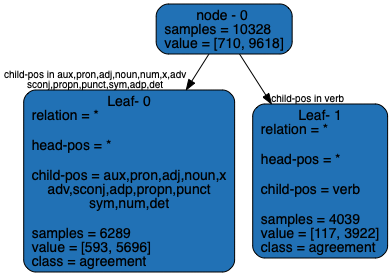 node - 0
samples = 10328
value = [710, 9618]
child-pos in aux,pron,adj,noun,num,x,adv
sconj,propn,punct,sym,adp,det
child-pos in verb
Leaf- 0
relation = *
head-pos = *
child-pos = aux,pron,adj,noun,x
adv,sconj,adp,propn,punct
sym,num,det
samples = 6289
value = [593, 5696]
class = agreement
Leaf- 1
relation = *
head-pos = *
child-pos = verb
samples = 4039
value = [117, 3922]
class = agreement